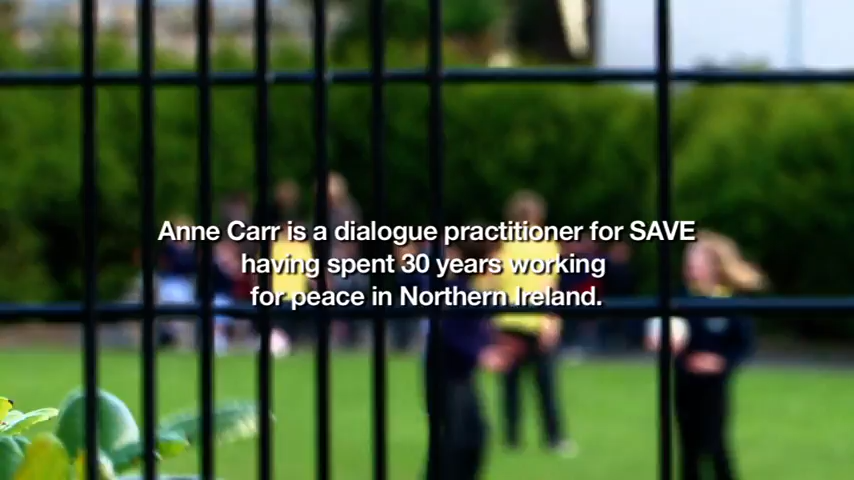 Anne Carr is a dialogue practitioner for SAVE
having spent 30 years working
for peace in Northern Ireland.